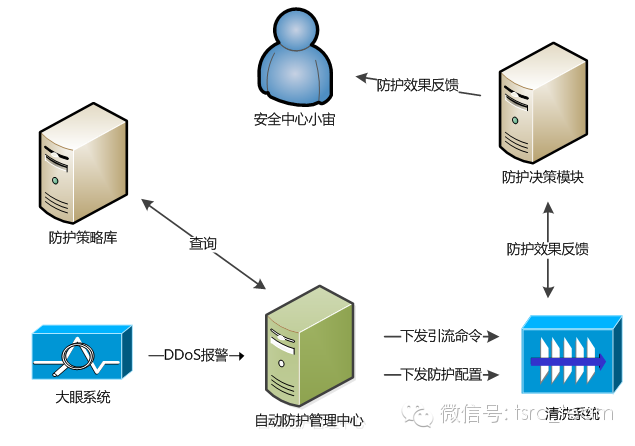 防护效果反馈
安全中心小宙
防护决策模块
防护策略库
查询
防护效果反馈
DDoS报警
下发引流命令
下发防护配置
大眼系统
自动防护管理中心
清洗系统
微信号: